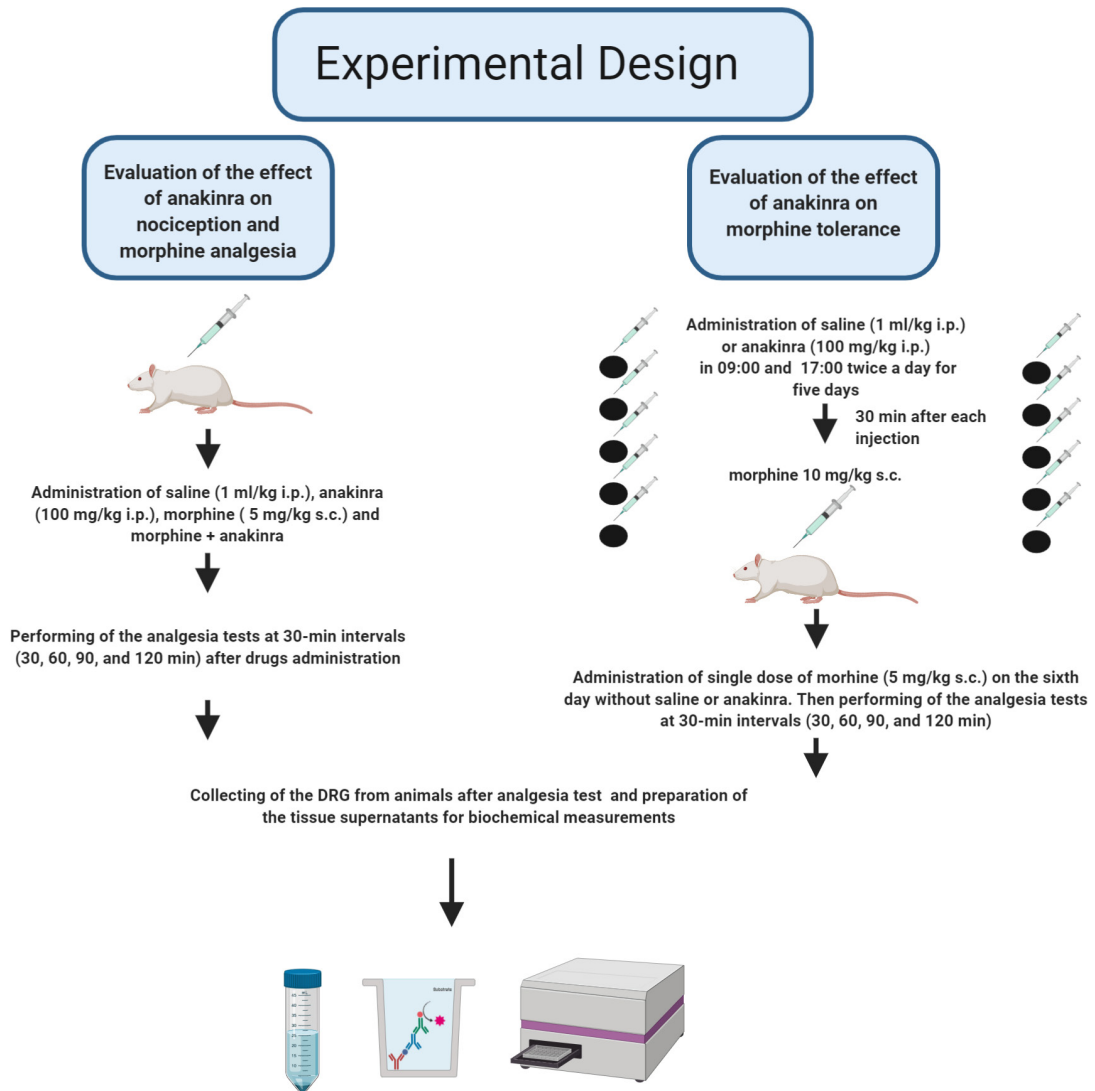 Experimental Design
Evaluation of the effect
of anakinra on
nociception and
morphine analgesia
Administration of saline (1 ml/kg i.p.), anakinra
(100 mg/kg i.p.), morphine ( 5 mg/kg s.c.) and
morphine + anakinra
Performing of the analgesia tests at 30-min intervals
(30, 60, 90, and 120 min) after drugs administration
Evaluation of the effect
of anakinra on
morphine tolerance
Administration of saline (1 ml/kg i.p.)
or anakinra (100 mg/kg i.p.)
in 09:00 and 17:00 twice a day for
five days
30 min after each
injection
morphine 10 mg/kg s.c.
Administration of single dose of morhine (5 mg/kg s.c.) on the sixth
day without saline or anakinra. Then performing of the analgesia tests
at 30-min intervals (30, 60, 90, and 120 min)
Collecting of the DRG from animals after analgesia test and preparation of
the tissue supernatants for biochemical measurements
Substrate